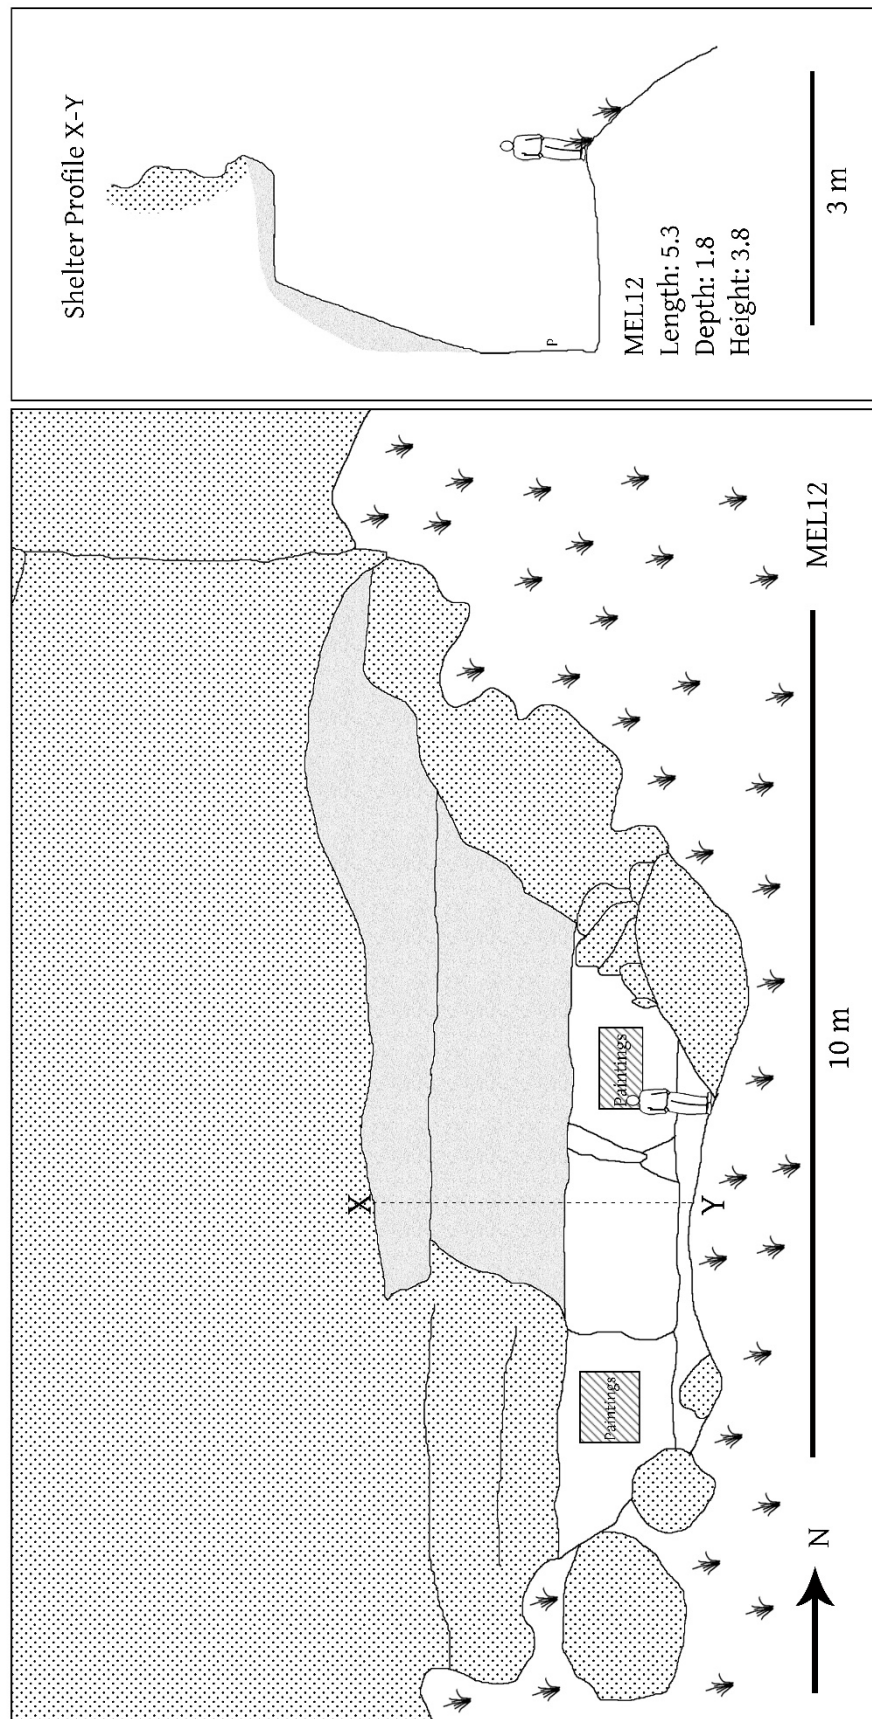 Shelter Profile X-Y
P
MEL12
Length: 5.3
Depth: 1.8
Height: 3.8
3 m
X
Y
Paintings
Paintings
N
10 m
MEL12